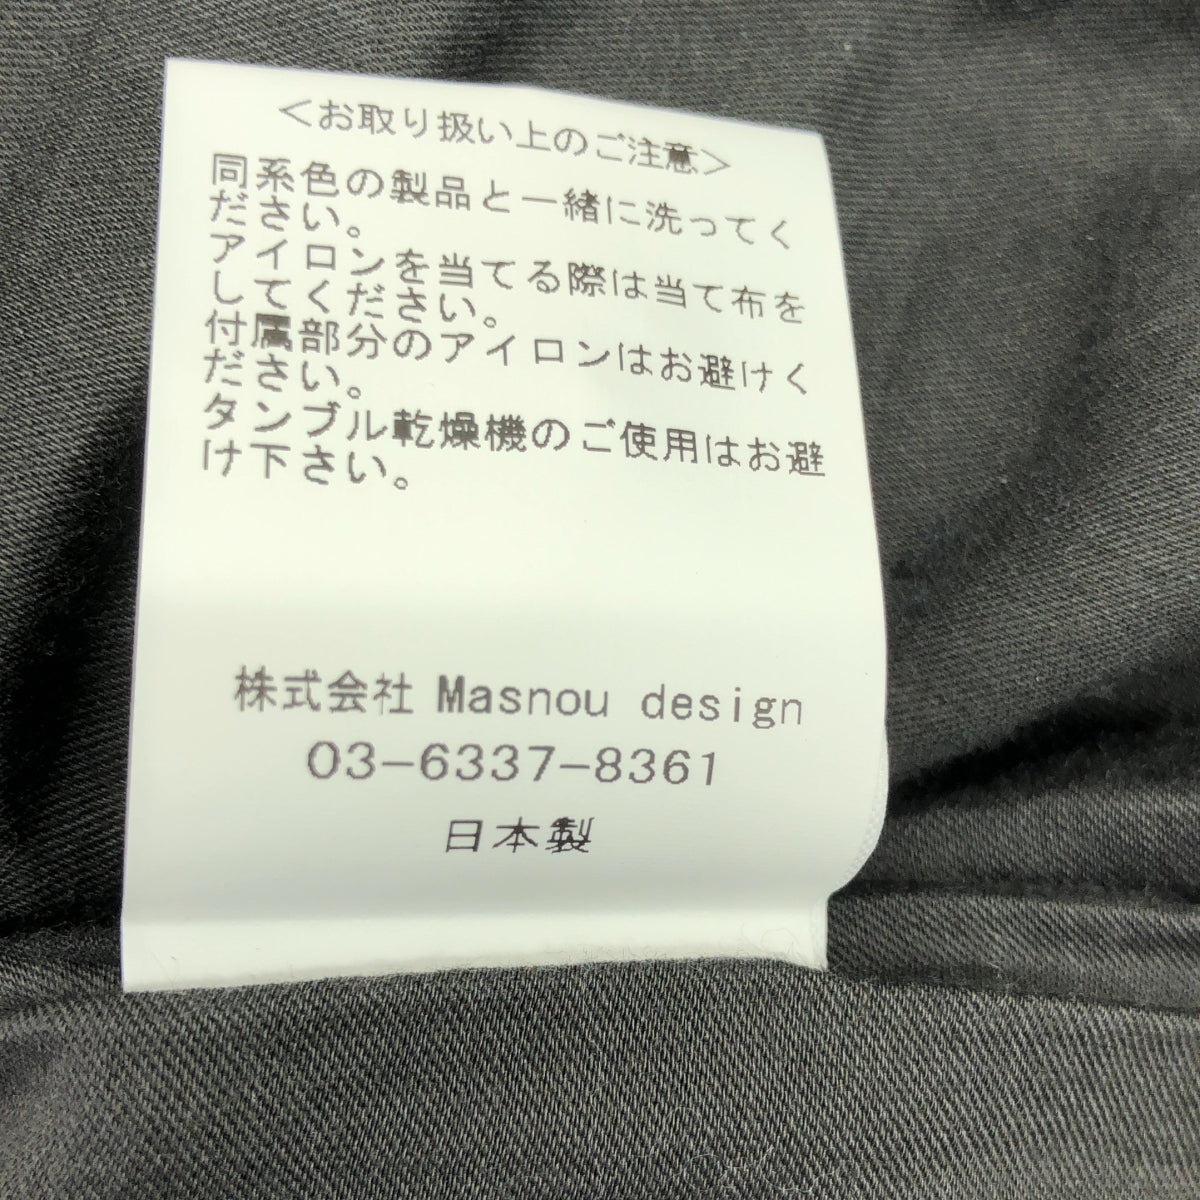 ＜お取り扱い上のご注意＞
同系色の製品と一緒に洗ってく
ださい。
アイロンを当てる際は当て布を
してください。
付属部分のアイロンはお避けく
ださい。
タンブル乾燥機のご使用はお避
け下さい。
株式会社 Masnou design
03-6337-8361
日本製